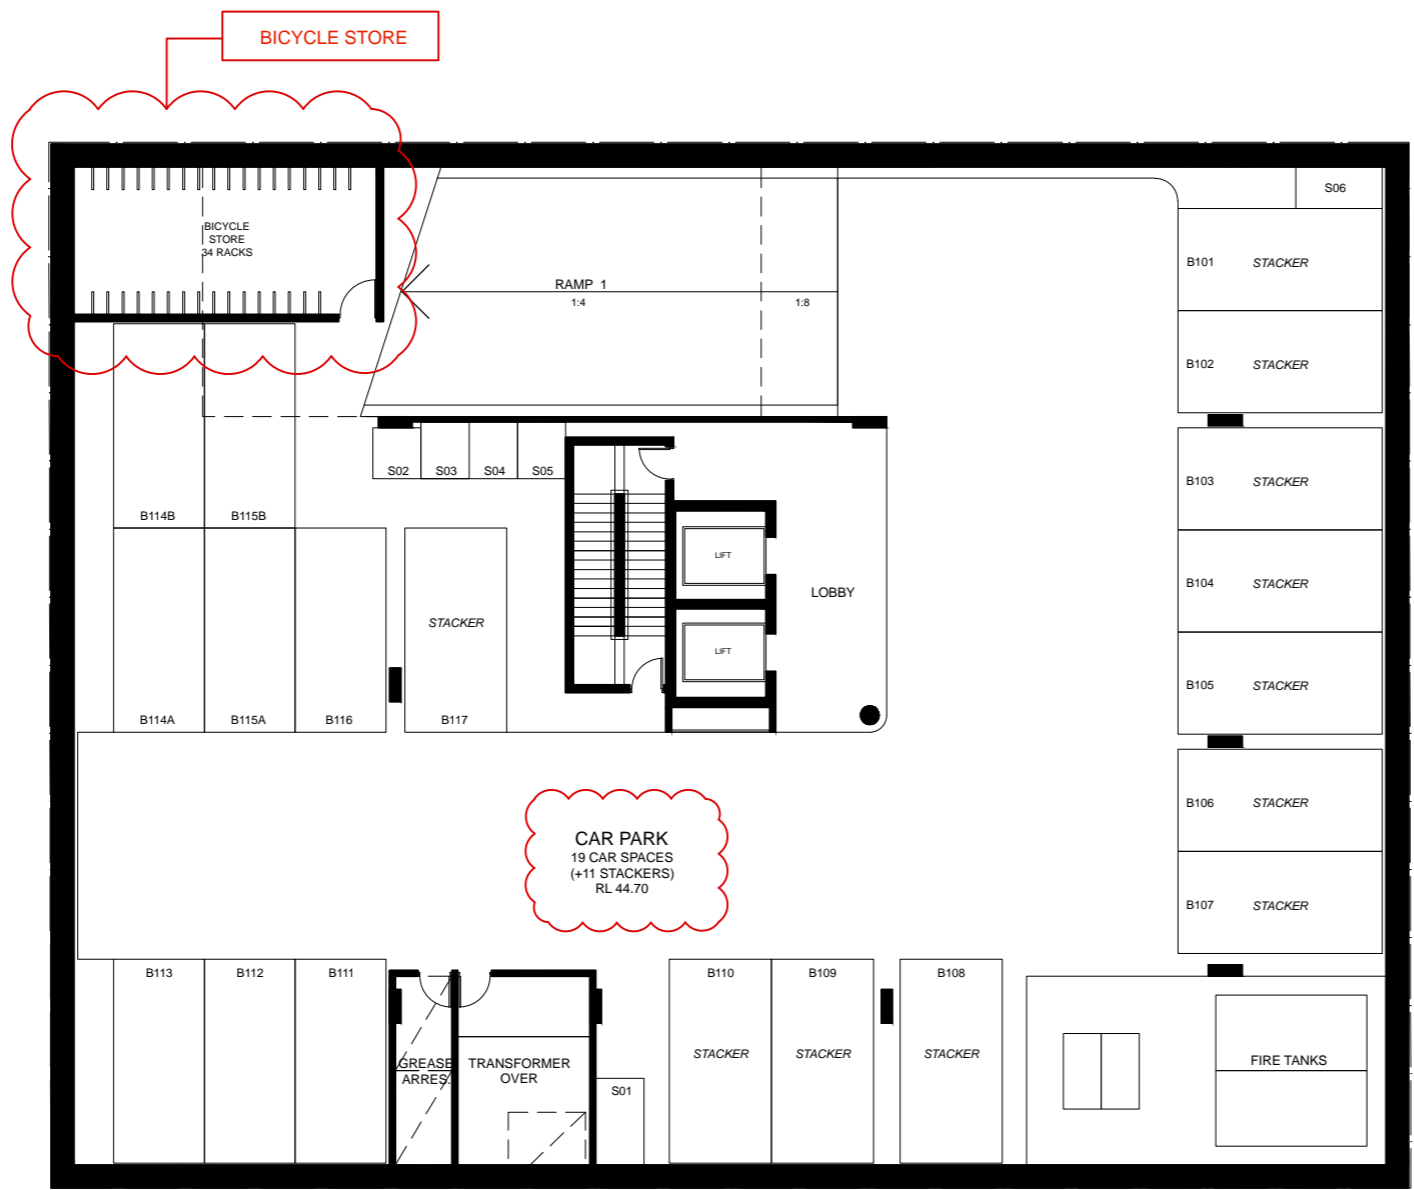 BICYCLE STORE
BICYCLE
STORE
34 RACKS
S06
B101 STACKER
RAMP 1
1:4
1:8
B102 STACKER
S02
S03
S04
S05
B103 STACKER
B114B
B115B
LIFT
B104 STACKER
LOBBY
STACKER
LIFT
B105 STACKER
B114A
B115A
B116
B117
B106 STACKER
CAR PARK
19 CAR SPACES
(+11 STACKERS)
RL 44.70
B107 STACKER
B113
B112
B111
B110
B109
B108
STACKER
STACKER
STACKER
GREASE
ARRES.
TRANSFORMER
OVER
S01
FIRE TANKS